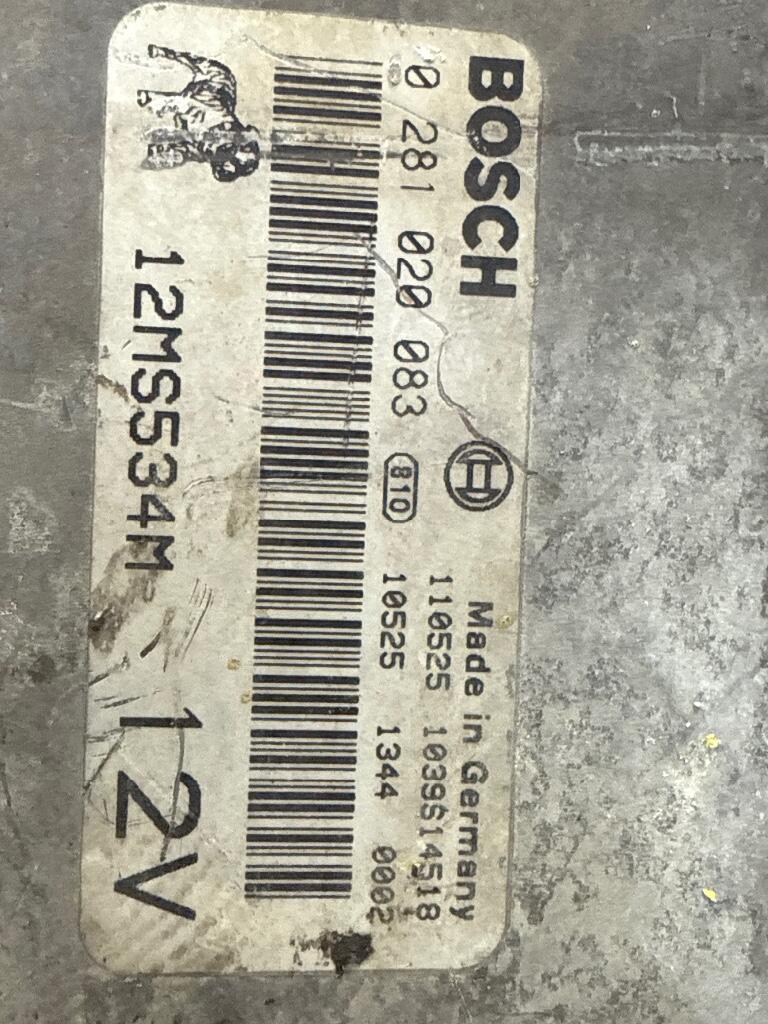 BOSCH
Made in Germany
0 281 020 083
110525 1039S14518
810
10525 1344 0002
12MS534M 12V